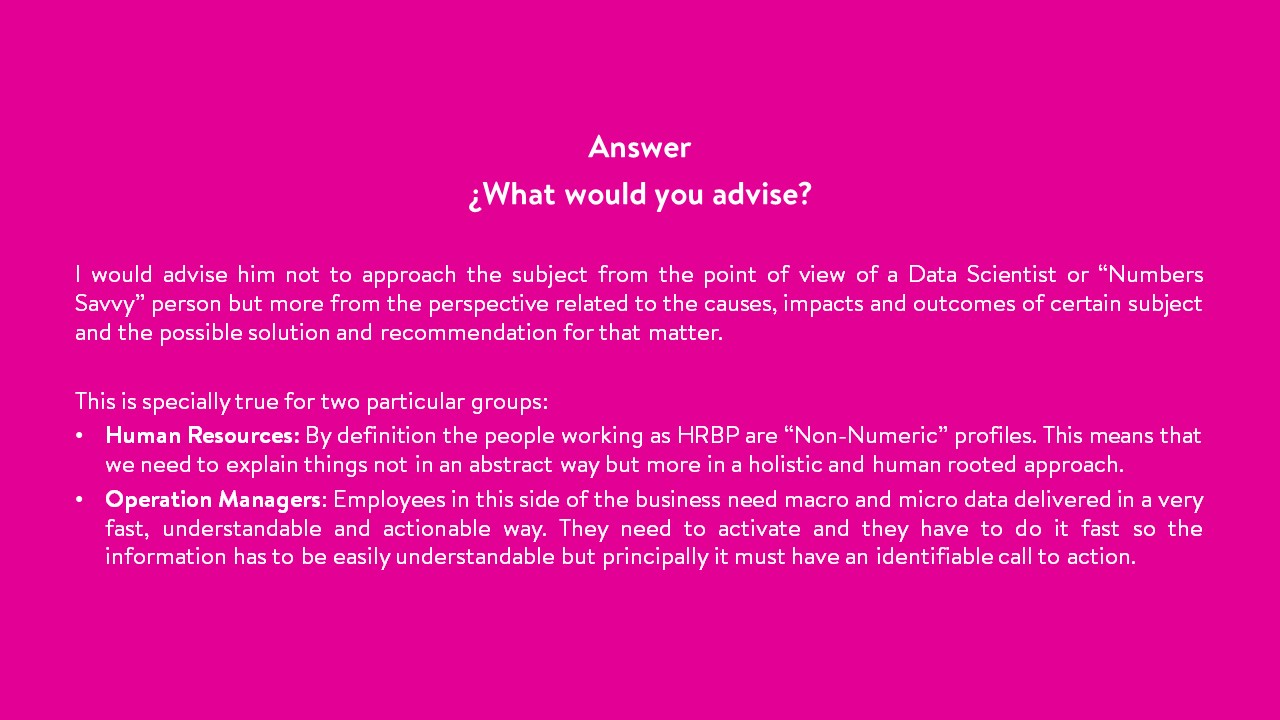 Answer
¿What would you advise?
I would advise him not to approach the subject from the point of view of a Data Scientist or “Numbers
Savvy” person but more from the perspective related to the causes, impacts and outcomes of certain subject
and the possible solution and recommendation for that matter.
This is specially true for two particular groups:
• Human Resources: By definition the people working as HRBP are “Non-Numeric” profiles. This means that
we need to explain things not in an abstract way but more in a holistic and human rooted approach.
• Operation Managers: Employees in this side of the business need macro and micro data delivered in a very
fast, understandable and actionable way. They need to activate and they have to do it fast so the
information has to be easily understandable but principally it must have an identifiable call to action.